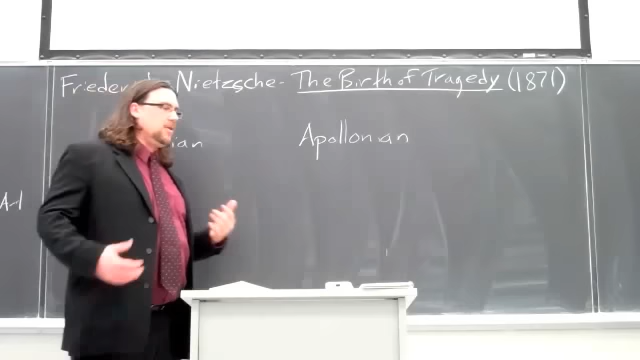 Nietzsche - The Birth of Tragedy (1871)
Apollonian
A-1